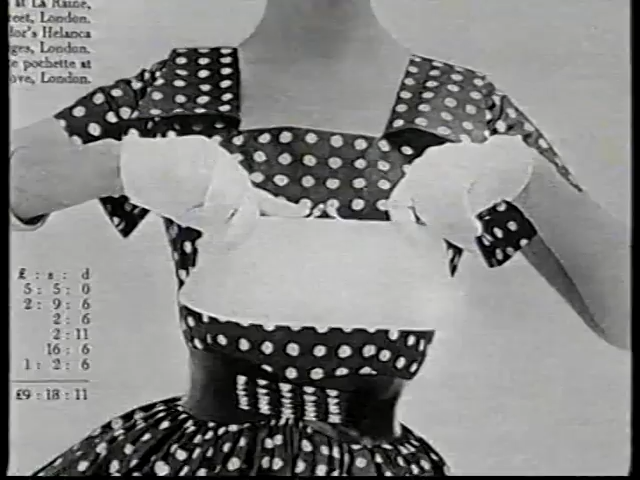 at La Raine,
reet, London.
lor's Helanca
ges, London.
e pochette at
ove, London.
£ : s : d
5 : 5 : 0
2 : 9 : 6
2 : 6
2 : 11
16 : 6
1 : 2 : 6
£9 : 18 : 11